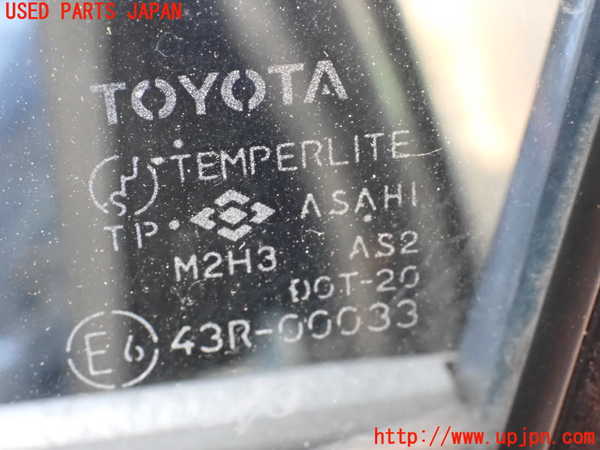 USED PARTS JAPAN
TOYOTA
TEMPERLITE
S
TP ASAHI
M2H3 AS2
DOT-20
E6 43R-00033
http://www.upjpn.com